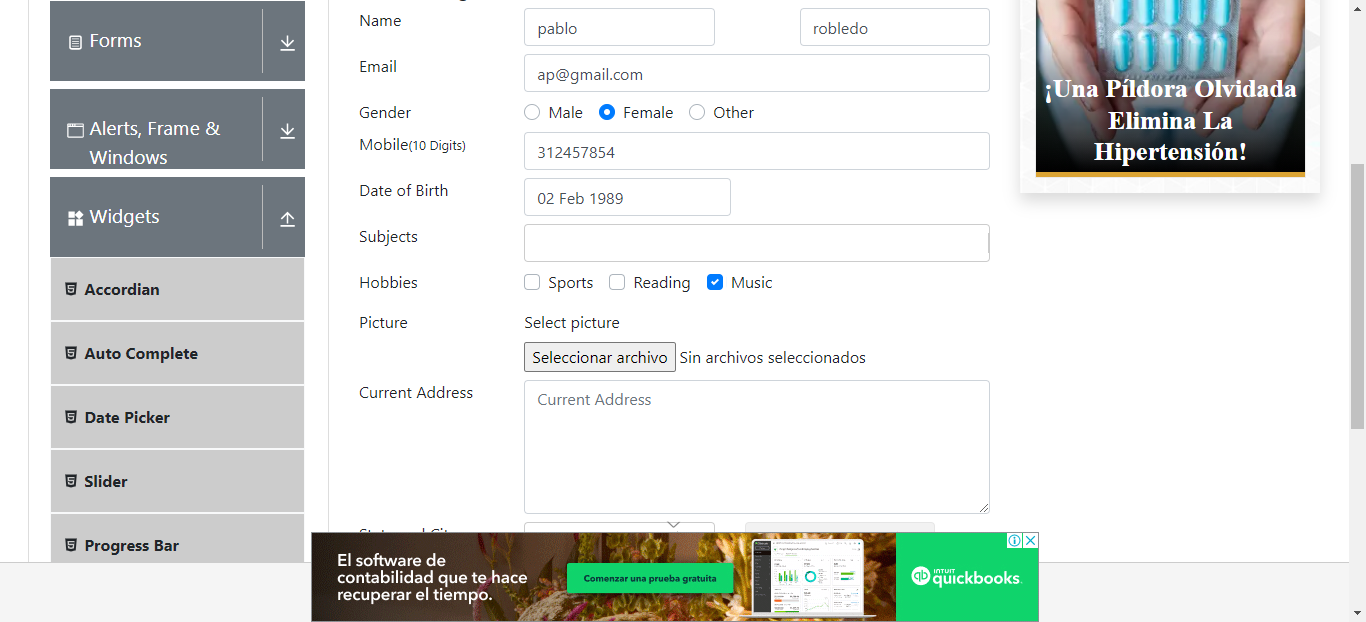 Forms
Alerts, Frame &
Windows
Widgets
Accordian
Auto Complete
Date Picker
Slider
Progress Bar
Name
pablo
robledo
Email
ap@gmail.com
Gender
Male
Female
Other
Mobile(10 Digits)
312457854
Date of Birth
02 Feb 1989
Subjects
Hobbies
Sports
Reading
Music
Picture
Select picture
Seleccionar archivo
Sin archivos seleccionados
Current Address
Current Address
¡Una Píldora Olvidada
Elimina La
Hipertensión!
El software de
contabilidad que te hace
recuperar el tiempo.
Comenzar una prueba gratuita
INTUIT
quickbooks.